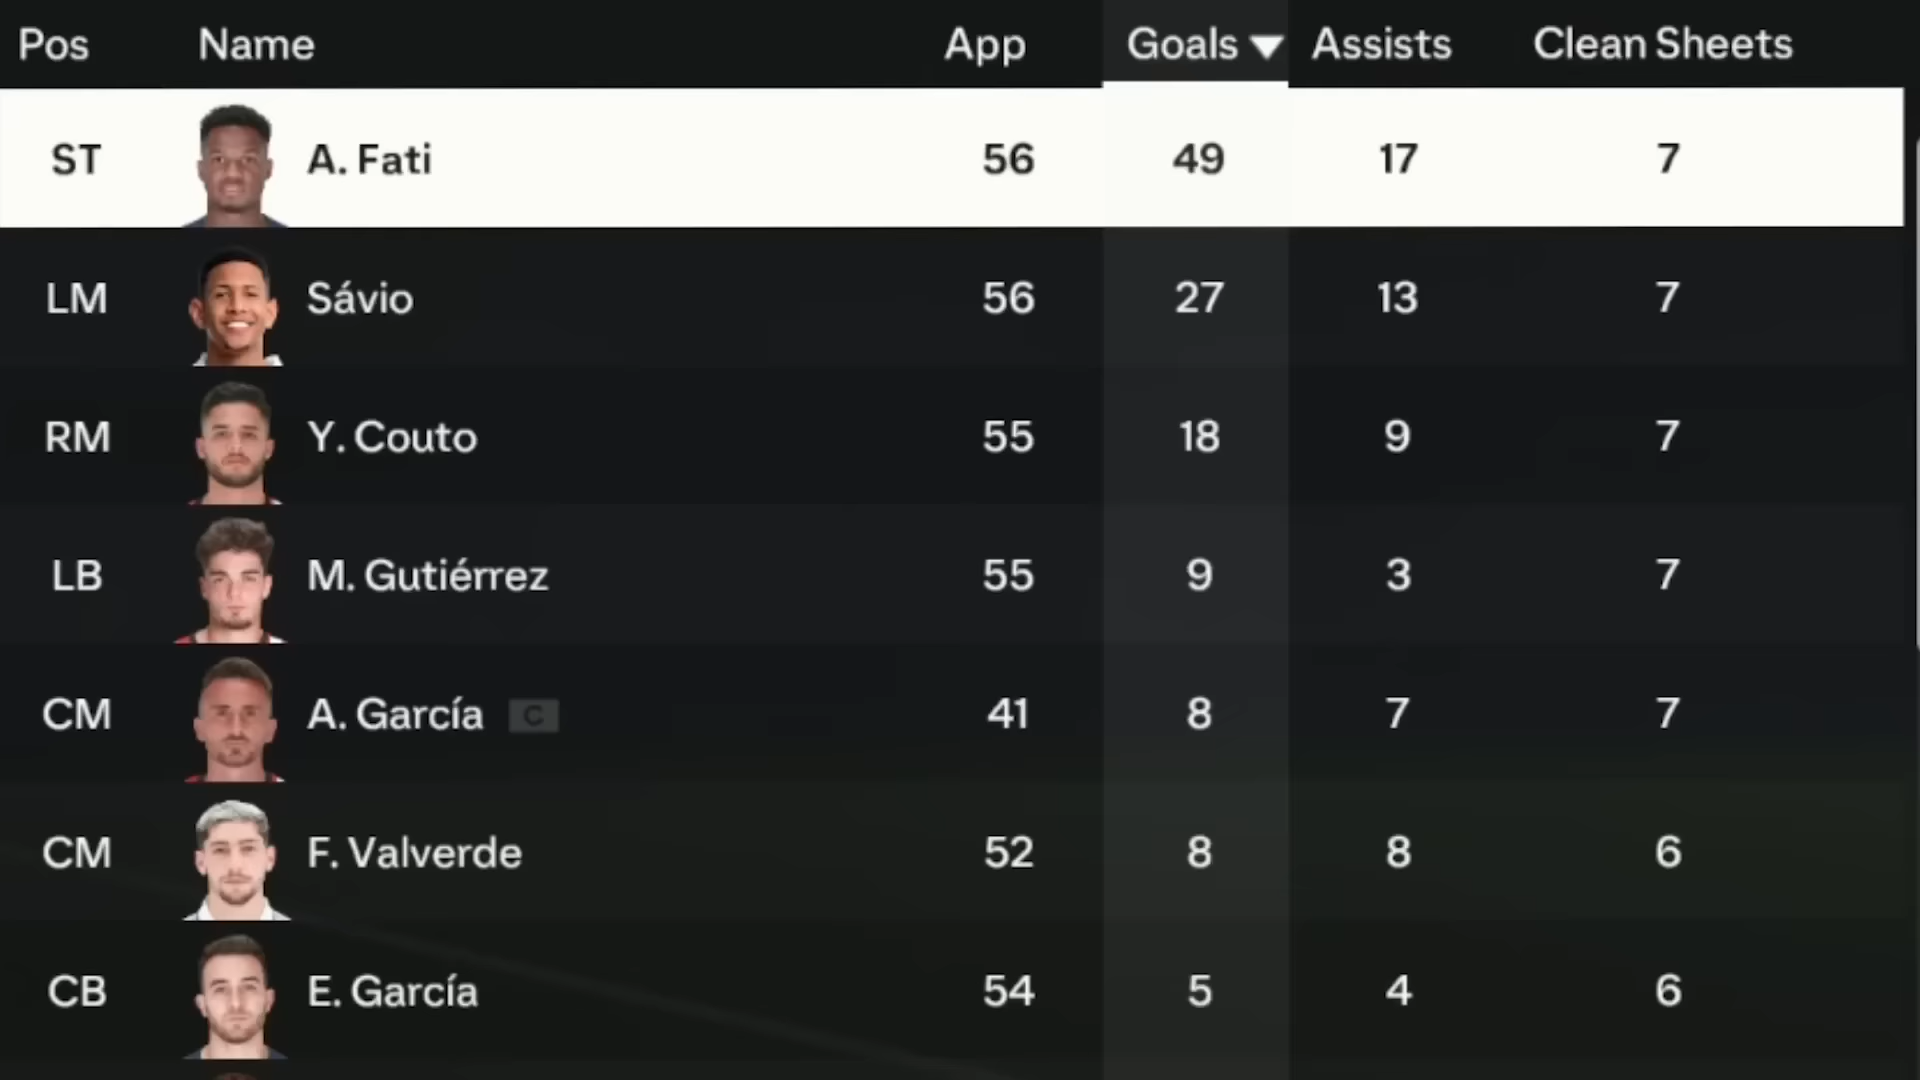 Pos Name App Goals ▼ Assists Clean Sheets
ST A. Fati 56 49 17 7
LM Sávio 56 27 13 7
RM Y. Couto 55 18 9 7
LB M. Gutiérrez 55 9 3 7
CM A. García C 41 8 7 7
CM F. Valverde 52 8 8 6
CB E. García 54 5 4 6